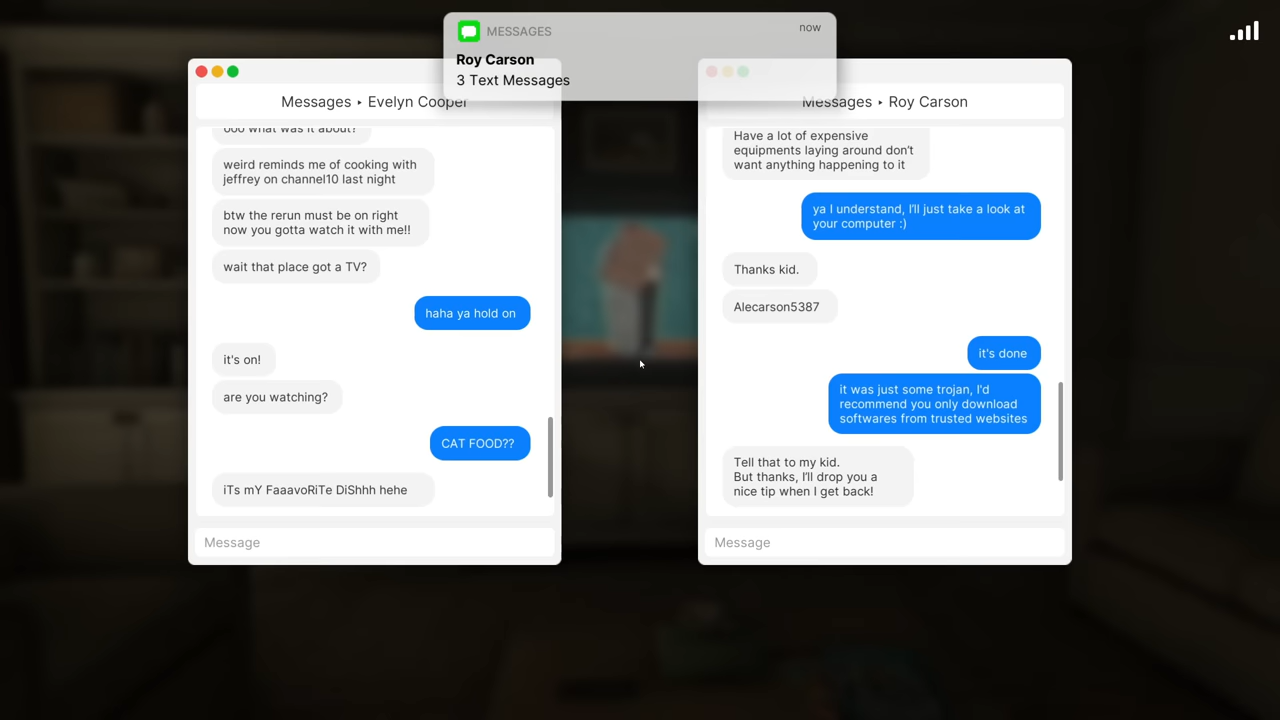 MESSAGES
now
Roy Carson
3 Text Messages
Messages ‣ Evelyn Cooper
ooo what was it about?
weird reminds me of cooking with
jeffrey on channel10 last night
btw the rerun must be on right
now you gotta watch it with me!!
wait that place got a TV?
haha ya hold on
it's on!
are you watching?
CAT FOOD??
iTs mY FaaavoRiTe DiShhh hehe
Message
Messages ‣ Roy Carson
Have a lot of expensive
equipments laying around don’t
want anything happening to it
ya I understand, I’ll just take a look at
your computer :)
Thanks kid.
Alecarson5387
it's done
it was just some trojan, I'd
recommend you only download
softwares from trusted websites
Tell that to my kid.
But thanks, I’ll drop you a
nice tip when I get back!
Message